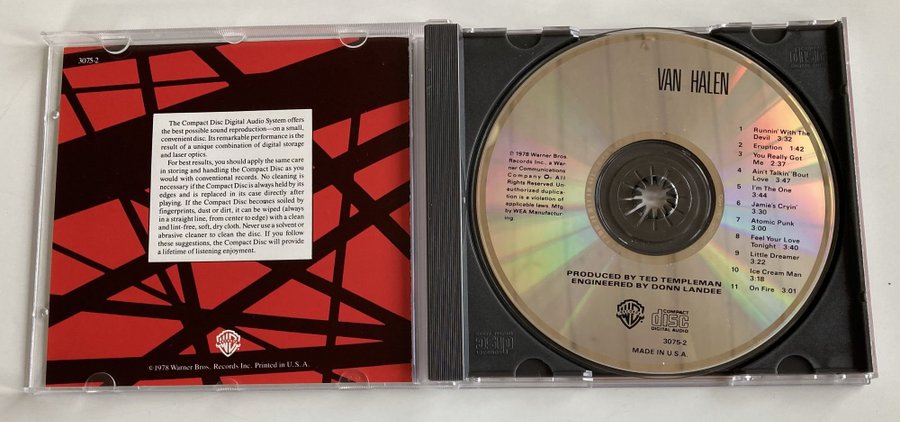 3075-2
The Compact Disc Digital Audio System offers
the best possible sound reproduction—on a small,
convenient disc. Its remarkable performance is the
result of a unique combination of digital storage
and laser optics.
For best results, you should apply the same care
in storing and handling the Compact Disc as you
would with conventional records. No cleaning is
necessary if the Compact Disc is always held by its
edges and is replaced in its case directly after
playing. If the Compact Disc becomes soiled by
fingerprints, dust or dirt, it can be wiped (always
in a straight line, from center to edge) with a clean
and lint-free, soft, dry cloth. Never use a solvent or
abrasive cleaner to clean the disc. If you follow
these suggestions, the Compact Disc will provide
a lifetime of listening enjoyment.
©1978 Warner Bros. Records Inc. Printed in U.S.A.
VAN HALEN
℗ 1978 Warner Bros.
Records Inc. a War-
ner Communications
Company ⓦ All
Rights Reserved. Un-
authorized duplica-
tion is a violation of
applicable laws. Mfg.
by WEA Manufactur-
ing.
1 Runnin' With The
Devil 3:32
2 Eruption 1:42
3 You Really Got
Me 2:37
4 Ain't Talkin' 'Bout
Love 3:47
5 I'm The One
3:44
6 Jamie's Cryin'
3:30
7 Atomic Punk
3:00
8 Feel Your Love
Tonight 3:40
9 Little Dreamer
3:22
10 Ice Cream Man
3:18
11 On Fire 3:01
PRODUCED BY TED TEMPLEMAN
ENGINEERED BY DONN LANDEE
COMPACT
disc
DIGITAL AUDIO
3075-2
MADE IN U.S.A.